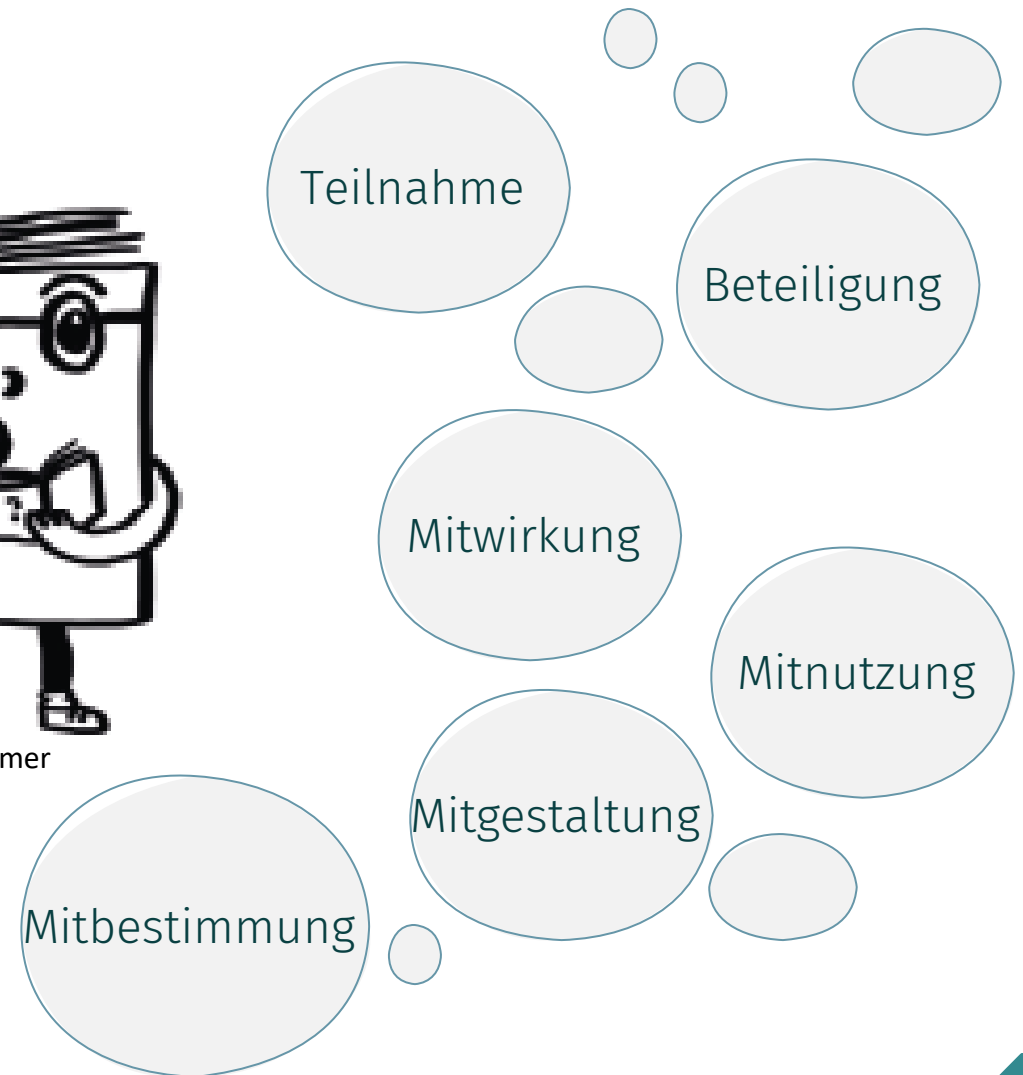 Teilnahme
Beteiligung
Mitwirkung
Mitnutzung
mer
Mitgestaltung
Mitbestimmung